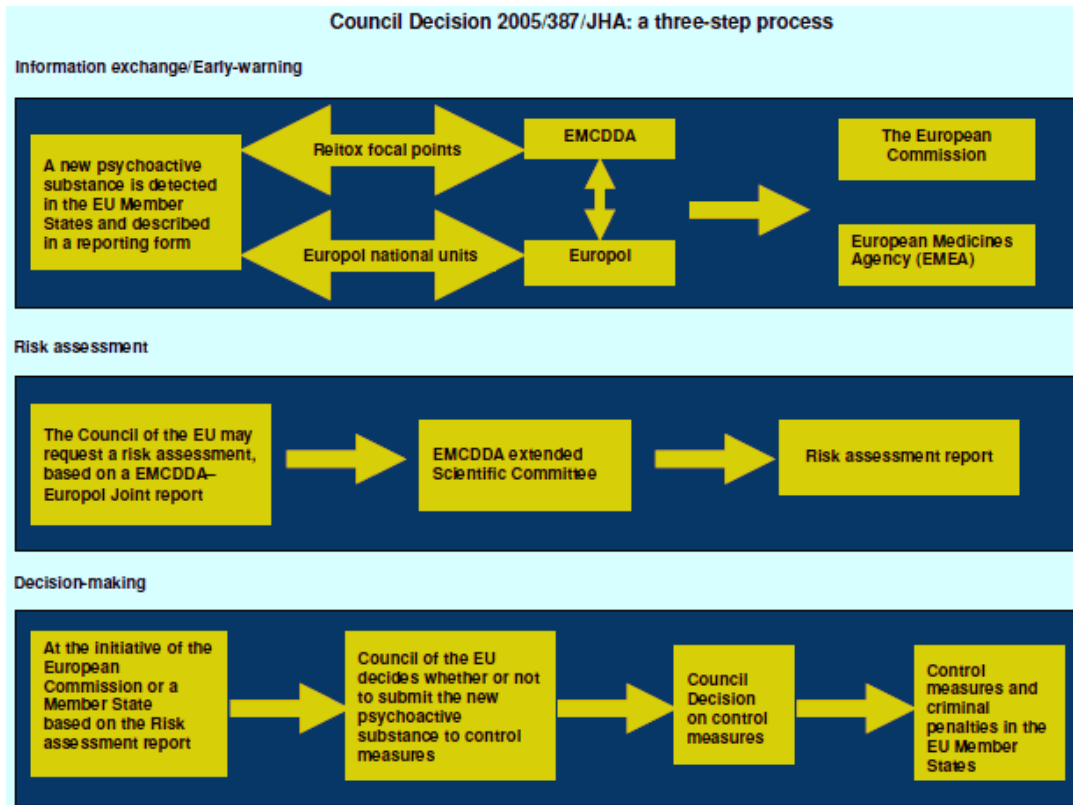 Council Decision 2005/387/JHA: a three-step process
Information exchange/Early-warning
A new psychoactive
substance is detected
in the EU Member
States and described
in a reporting form
Reitox focal points
Europol national units
EMCDDA
Europol
The European
Commission
European Medicines
Agency (EMEA)
Risk assessment
The Council of the EU may
request a risk assessment,
based on a EMCDDA–
Europol Joint report
EMCDDA extended
Scientific Committee
Risk assessment report
Decision-making
At the initiative of the
European
Commission or a
Member State
based on the Risk
assessment report
Council of the EU
decides whether or not
to submit the new
psychoactive
substance to control
measures
Council
Decision
on control
measures
Control
measures and
criminal
penalties in the
EU Member
States